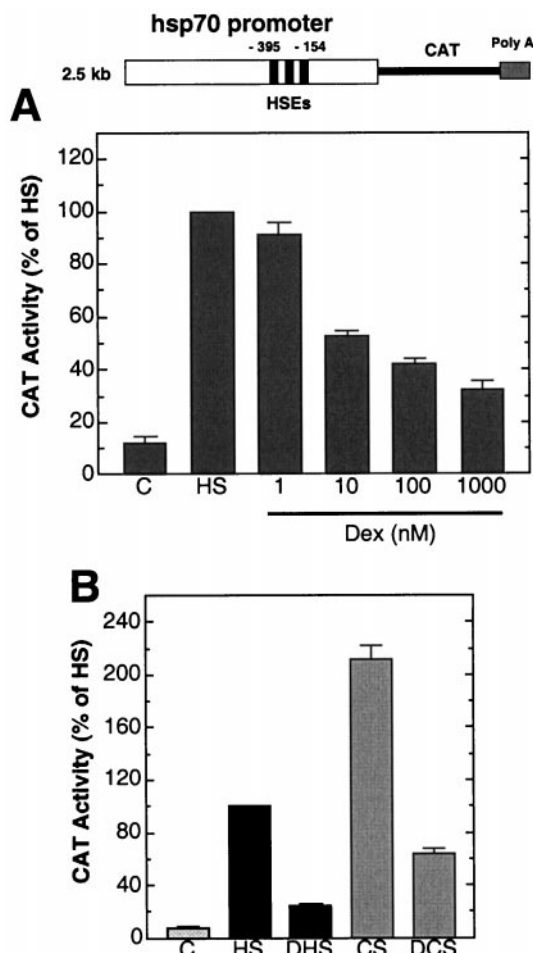 hsp70 promoter
- 395 - 154
CAT
Poly A
2.5 kb
HSEs
A
CAT Activity (% of HS)
120
100
80
60
40
20
0
C HS 1 10 100 1000
Dex (nM)
B
CAT Activity (% of HS)
240
200
160
120
80
40
0
C HS DHS CS DCS